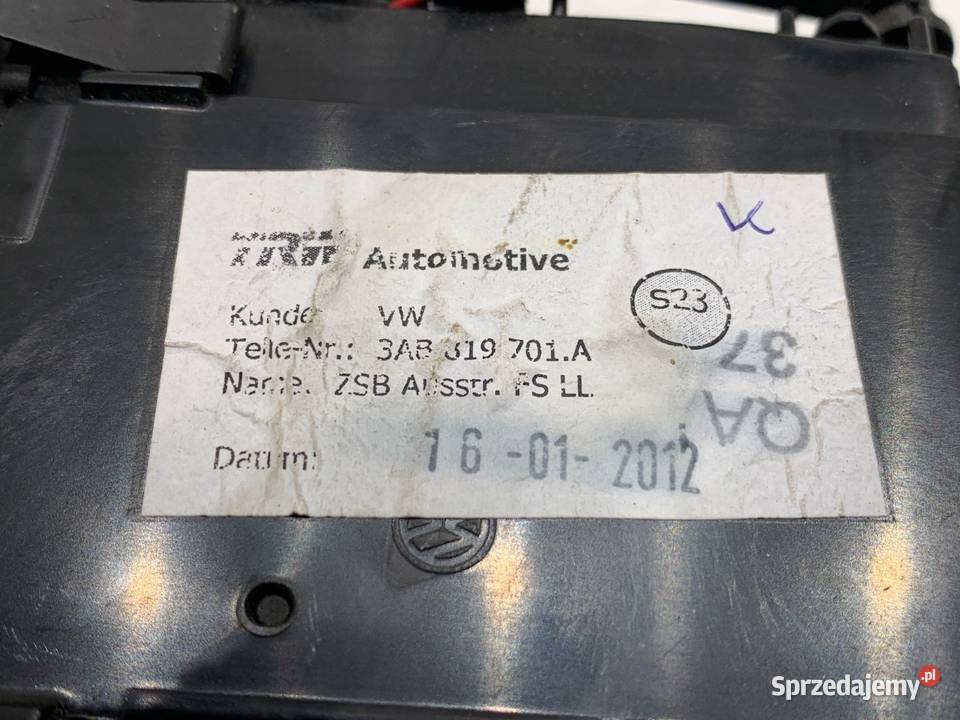 TRW Automotive
K
S23
Kunde: VW
Teile-Nr.: 3AB 819 701.A
Name: ZSB Ausstr. FS LL
37
QA
Datum: 16-01-2012
Sprzedajemy.pl